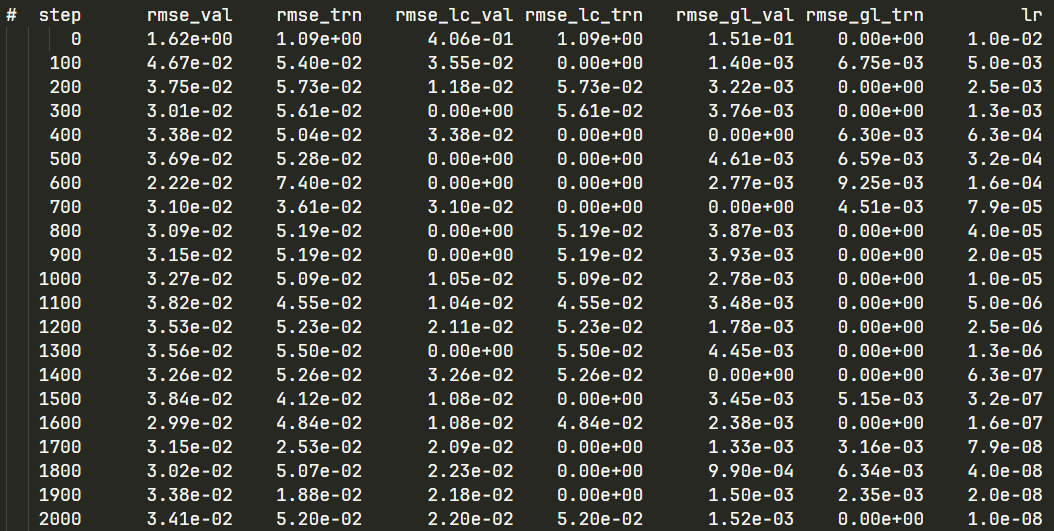 # step rmse_val rmse_trn rmse_lc_val rmse_lc_trn rmse_gl_val rmse_gl_trn lr
0 1.62e+00 1.09e+00 4.06e-01 1.09e+00 1.51e-01 0.00e+00 1.0e-02
100 4.67e-02 5.40e-02 3.55e-02 0.00e+00 1.40e-03 6.75e-03 5.0e-03
200 3.75e-02 5.73e-02 1.18e-02 5.73e-02 3.22e-03 0.00e+00 2.5e-03
300 3.01e-02 5.61e-02 0.00e+00 5.61e-02 3.76e-03 0.00e+00 1.3e-03
400 3.38e-02 5.04e-02 3.38e-02 0.00e+00 0.00e+00 6.30e-03 6.3e-04
500 3.69e-02 5.28e-02 0.00e+00 0.00e+00 4.61e-03 6.59e-03 3.2e-04
600 2.22e-02 7.40e-02 0.00e+00 0.00e+00 2.77e-03 9.25e-03 1.6e-04
700 3.10e-02 3.61e-02 3.10e-02 0.00e+00 0.00e+00 4.51e-03 7.9e-05
800 3.09e-02 5.19e-02 0.00e+00 5.19e-02 3.87e-03 0.00e+00 4.0e-05
900 3.15e-02 5.19e-02 0.00e+00 5.19e-02 3.93e-03 0.00e+00 2.0e-05
1000 3.27e-02 5.09e-02 1.05e-02 5.09e-02 2.78e-03 0.00e+00 1.0e-05
1100 3.82e-02 4.55e-02 1.04e-02 4.55e-02 3.48e-03 0.00e+00 5.0e-06
1200 3.53e-02 5.23e-02 2.11e-02 5.23e-02 1.78e-03 0.00e+00 2.5e-06
1300 3.56e-02 5.50e-02 0.00e+00 5.50e-02 4.45e-03 0.00e+00 1.3e-06
1400 3.26e-02 5.26e-02 3.26e-02 5.26e-02 0.00e+00 0.00e+00 6.3e-07
1500 3.84e-02 4.12e-02 1.08e-02 0.00e+00 3.45e-03 5.15e-03 3.2e-07
1600 2.99e-02 4.84e-02 1.08e-02 4.84e-02 2.38e-03 0.00e+00 1.6e-07
1700 3.15e-02 2.53e-02 2.09e-02 0.00e+00 1.33e-03 3.16e-03 7.9e-08
1800 3.02e-02 5.07e-02 2.23e-02 0.00e+00 9.90e-04 6.34e-03 4.0e-08
1900 3.38e-02 1.88e-02 2.18e-02 0.00e+00 1.50e-03 2.35e-03 2.0e-08
2000 3.41e-02 5.20e-02 2.20e-02 5.20e-02 1.52e-03 0.00e+00 1.0e-08